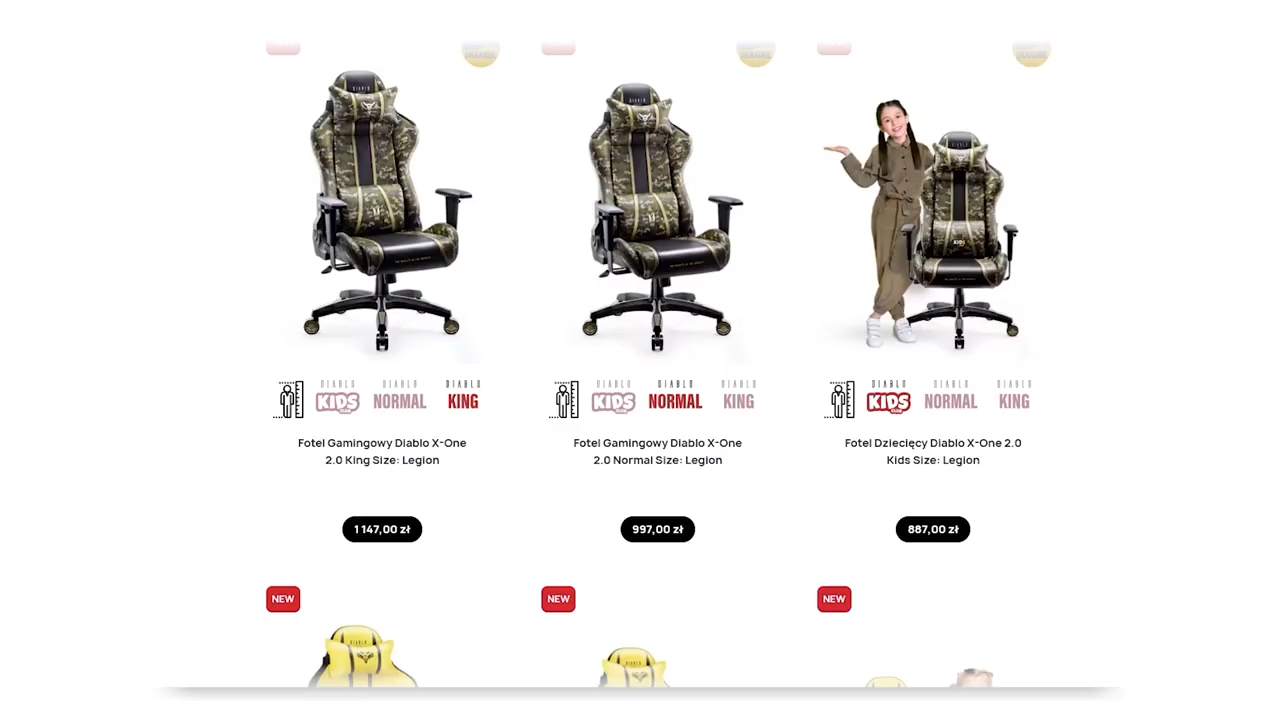 DIABLO DIABLO DIABLO
KIDS NORMAL KING
DIABLO DIABLO DIABLO
KIDS NORMAL KING
DIABLO DIABLO DIABLO
KIDS NORMAL KING
Fotel Gamingowy Diablo X-One
2.0 King Size: Legion
Fotel Gamingowy Diablo X-One
2.0 Normal Size: Legion
Fotel Dziecięcy Diablo X-One 2.0
Kids Size: Legion
1 147,00 zł
997,00 zł
887,00 zł
NEW
NEW
NEW
DIABLO
DIABLO